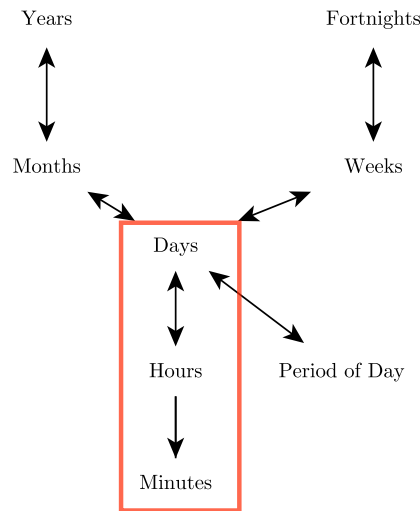 Years
Fortnights
Months
Weeks
Days
Hours
Period of Day
Minutes